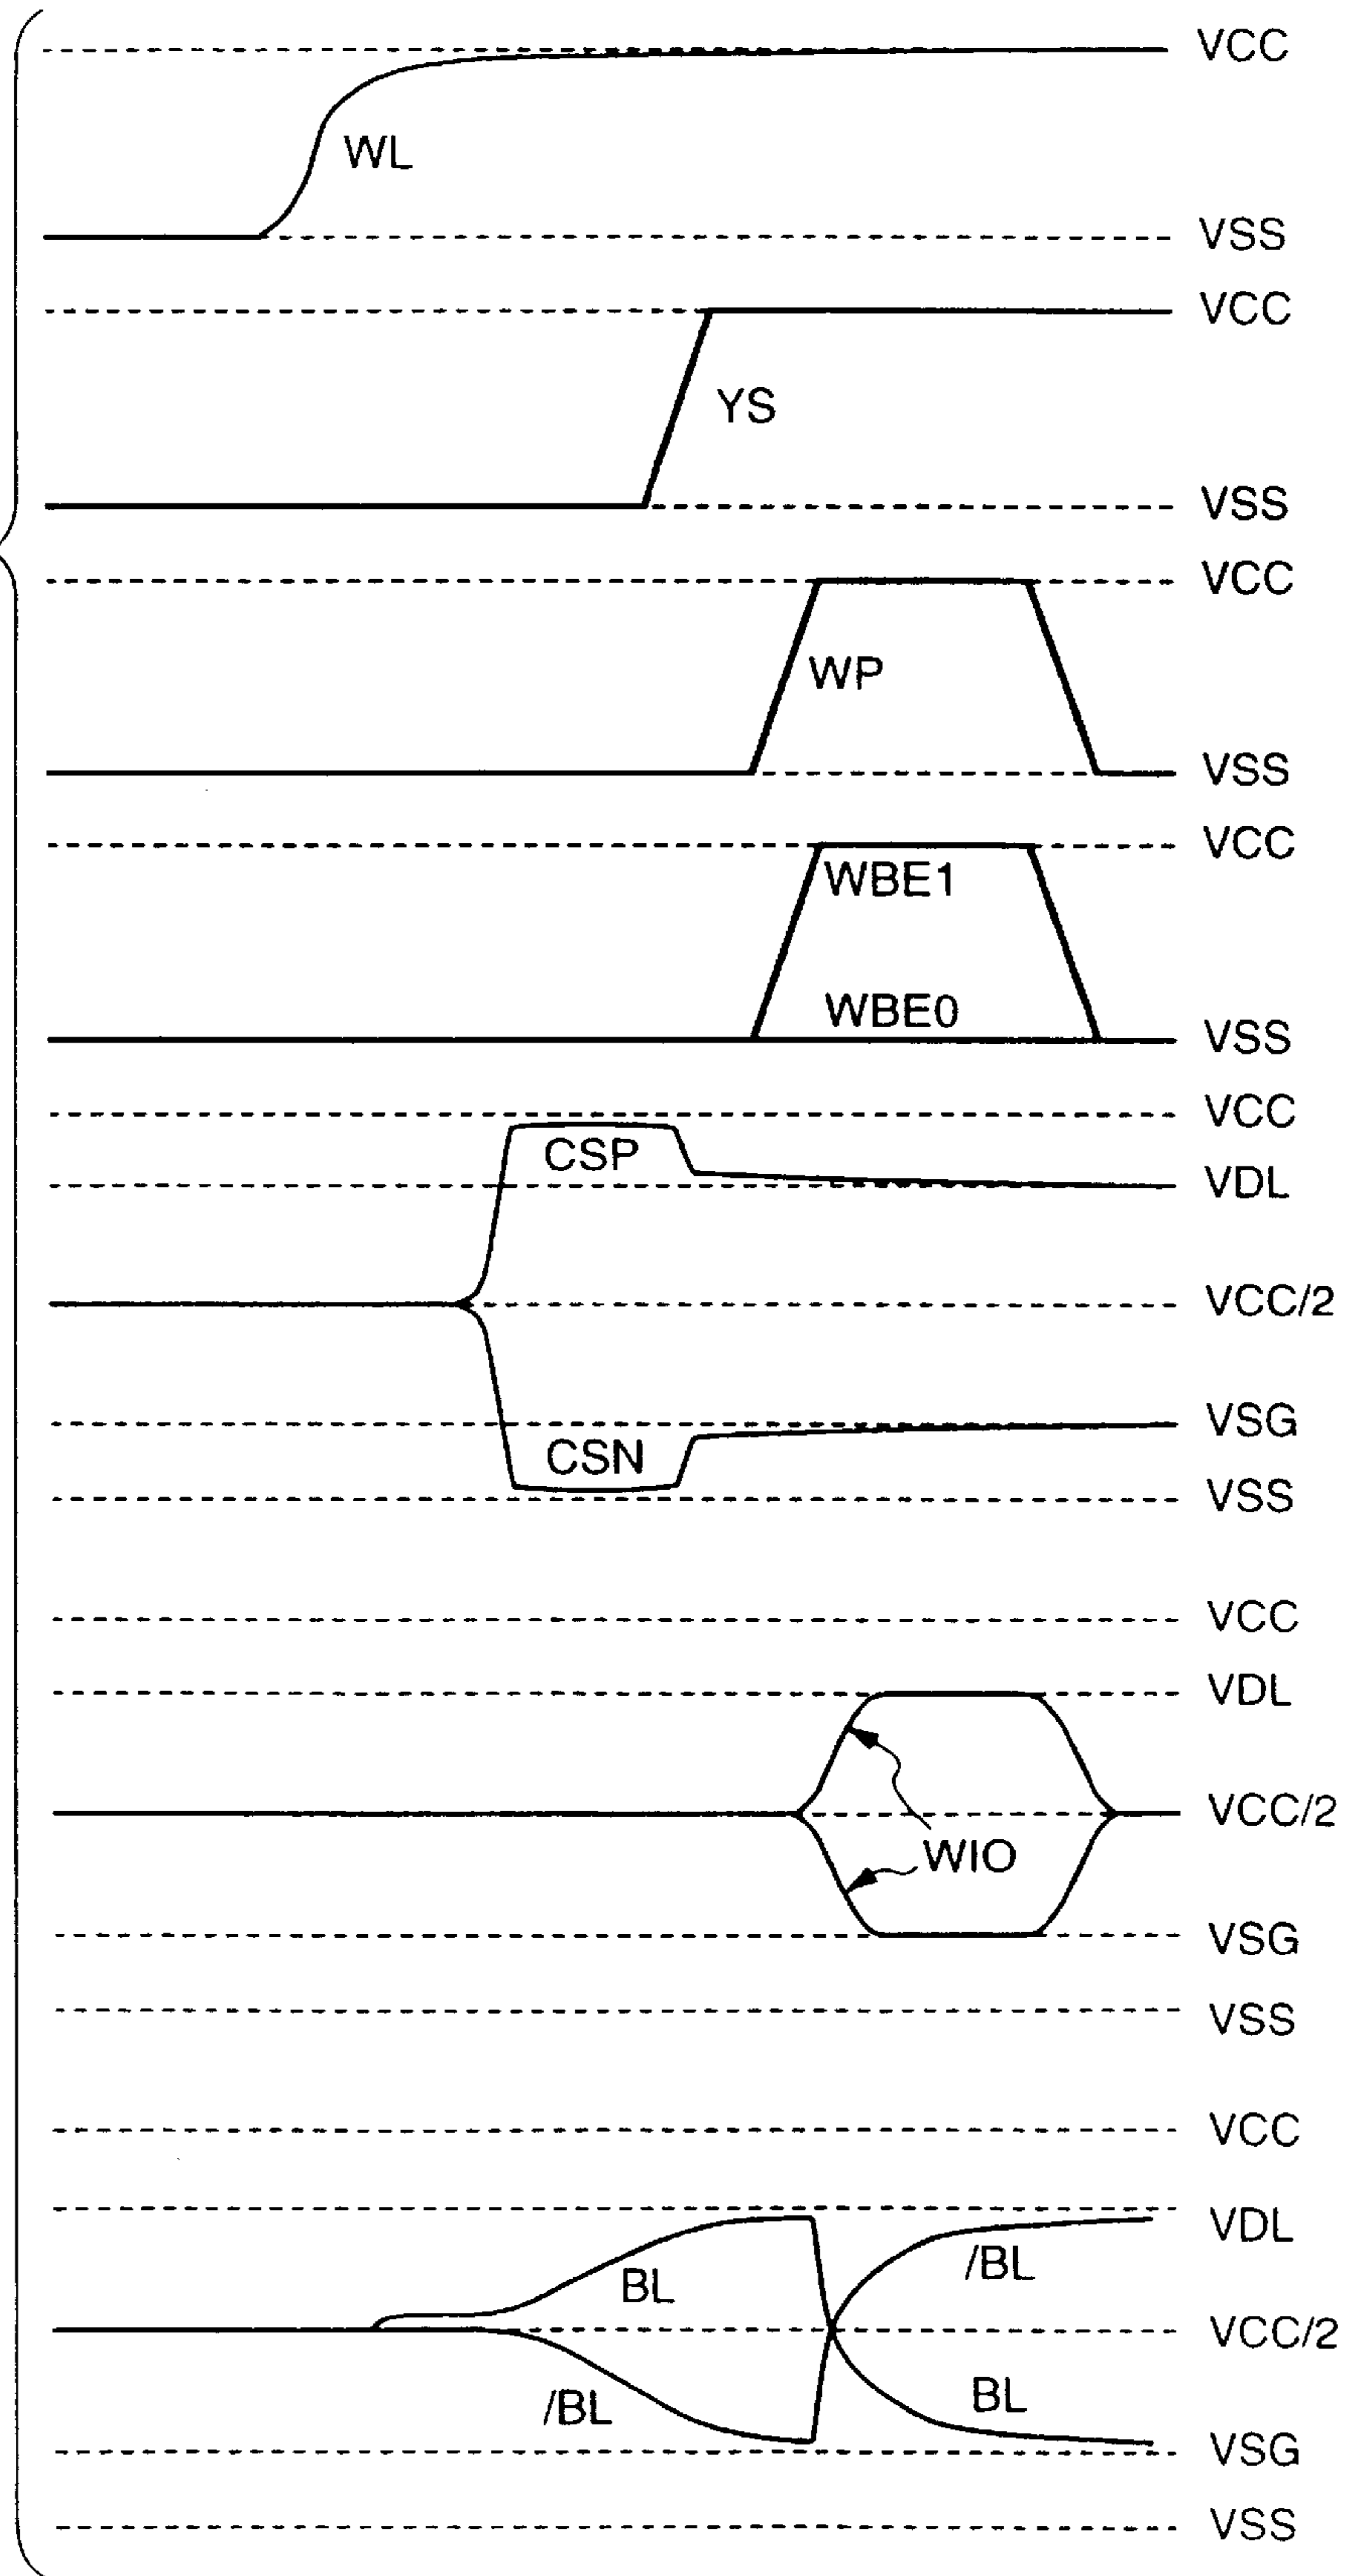 VCC
WL
VSS
VCC
YS
VSS
VCC
WP
VSS
VCC
WBE1
WBE0
VSS
VCC
CSP
VDL
VCC/2
VSG
CSN
VSS
VCC
VDL
VCC/2
WIO
VSG
VSS
VCC
VDL
/BL
BL
VCC/2
BL
/BL
VSG
VSS